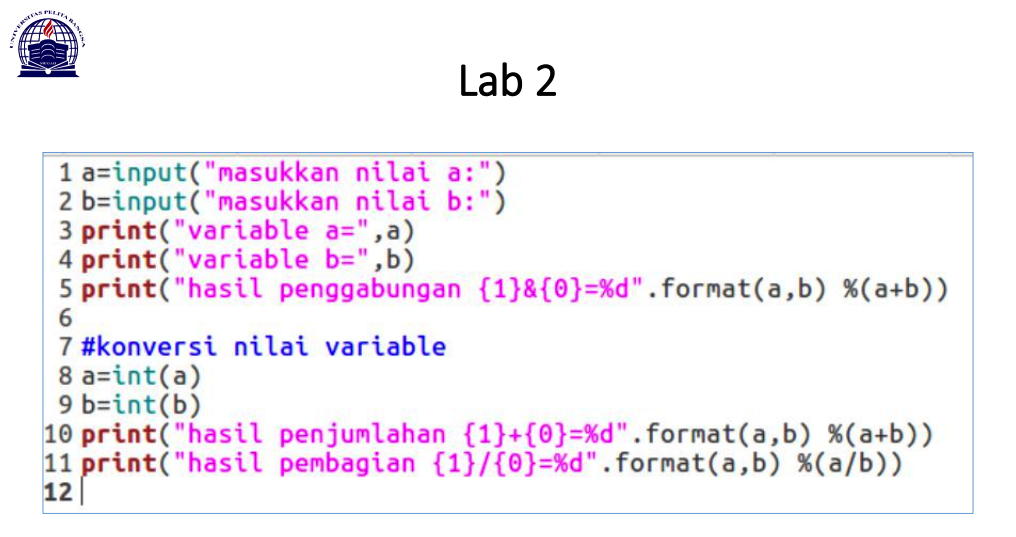 UNIVERSITAS PELITA BANGSA
Lab 2
1 a=input("masukkan nilai a:")
2 b=input("masukkan nilai b:")
3 print("variable a=",a)
4 print("variable b=",b)
5 print("hasil penggabungan {1}&{0}=%d".format(a,b) %(a+b))
6
7 #konversi nilai variable
8 a=int(a)
9 b=int(b)
10 print("hasil penjumlahan {1}+{0}=%d".format(a,b) %(a+b))
11 print("hasil pembagian {1}/{0}=%d".format(a,b) %(a/b))
12